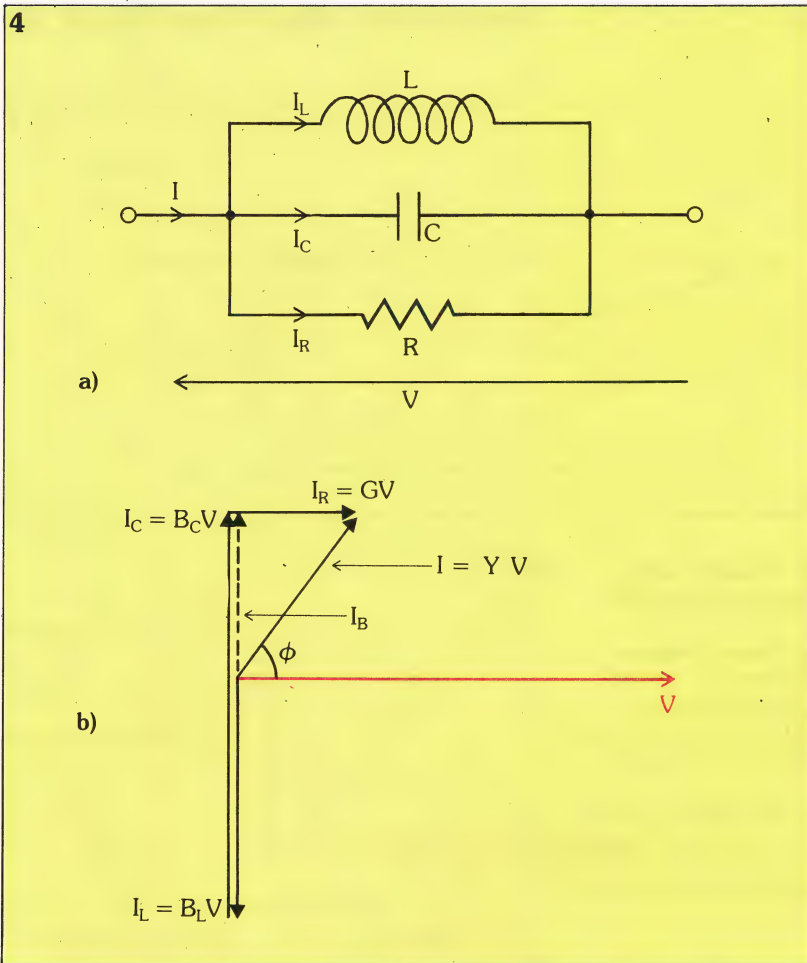 4
L
I_L
I
I_C
C
I_R
R
a)
V
I_R = GV
I_C = B_CV
I = Y V
I_B
ϕ
V
b)
I_L = B_LV